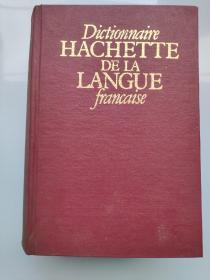 Dictionnaire
HACHETTE
DE LA
LANGUE
française